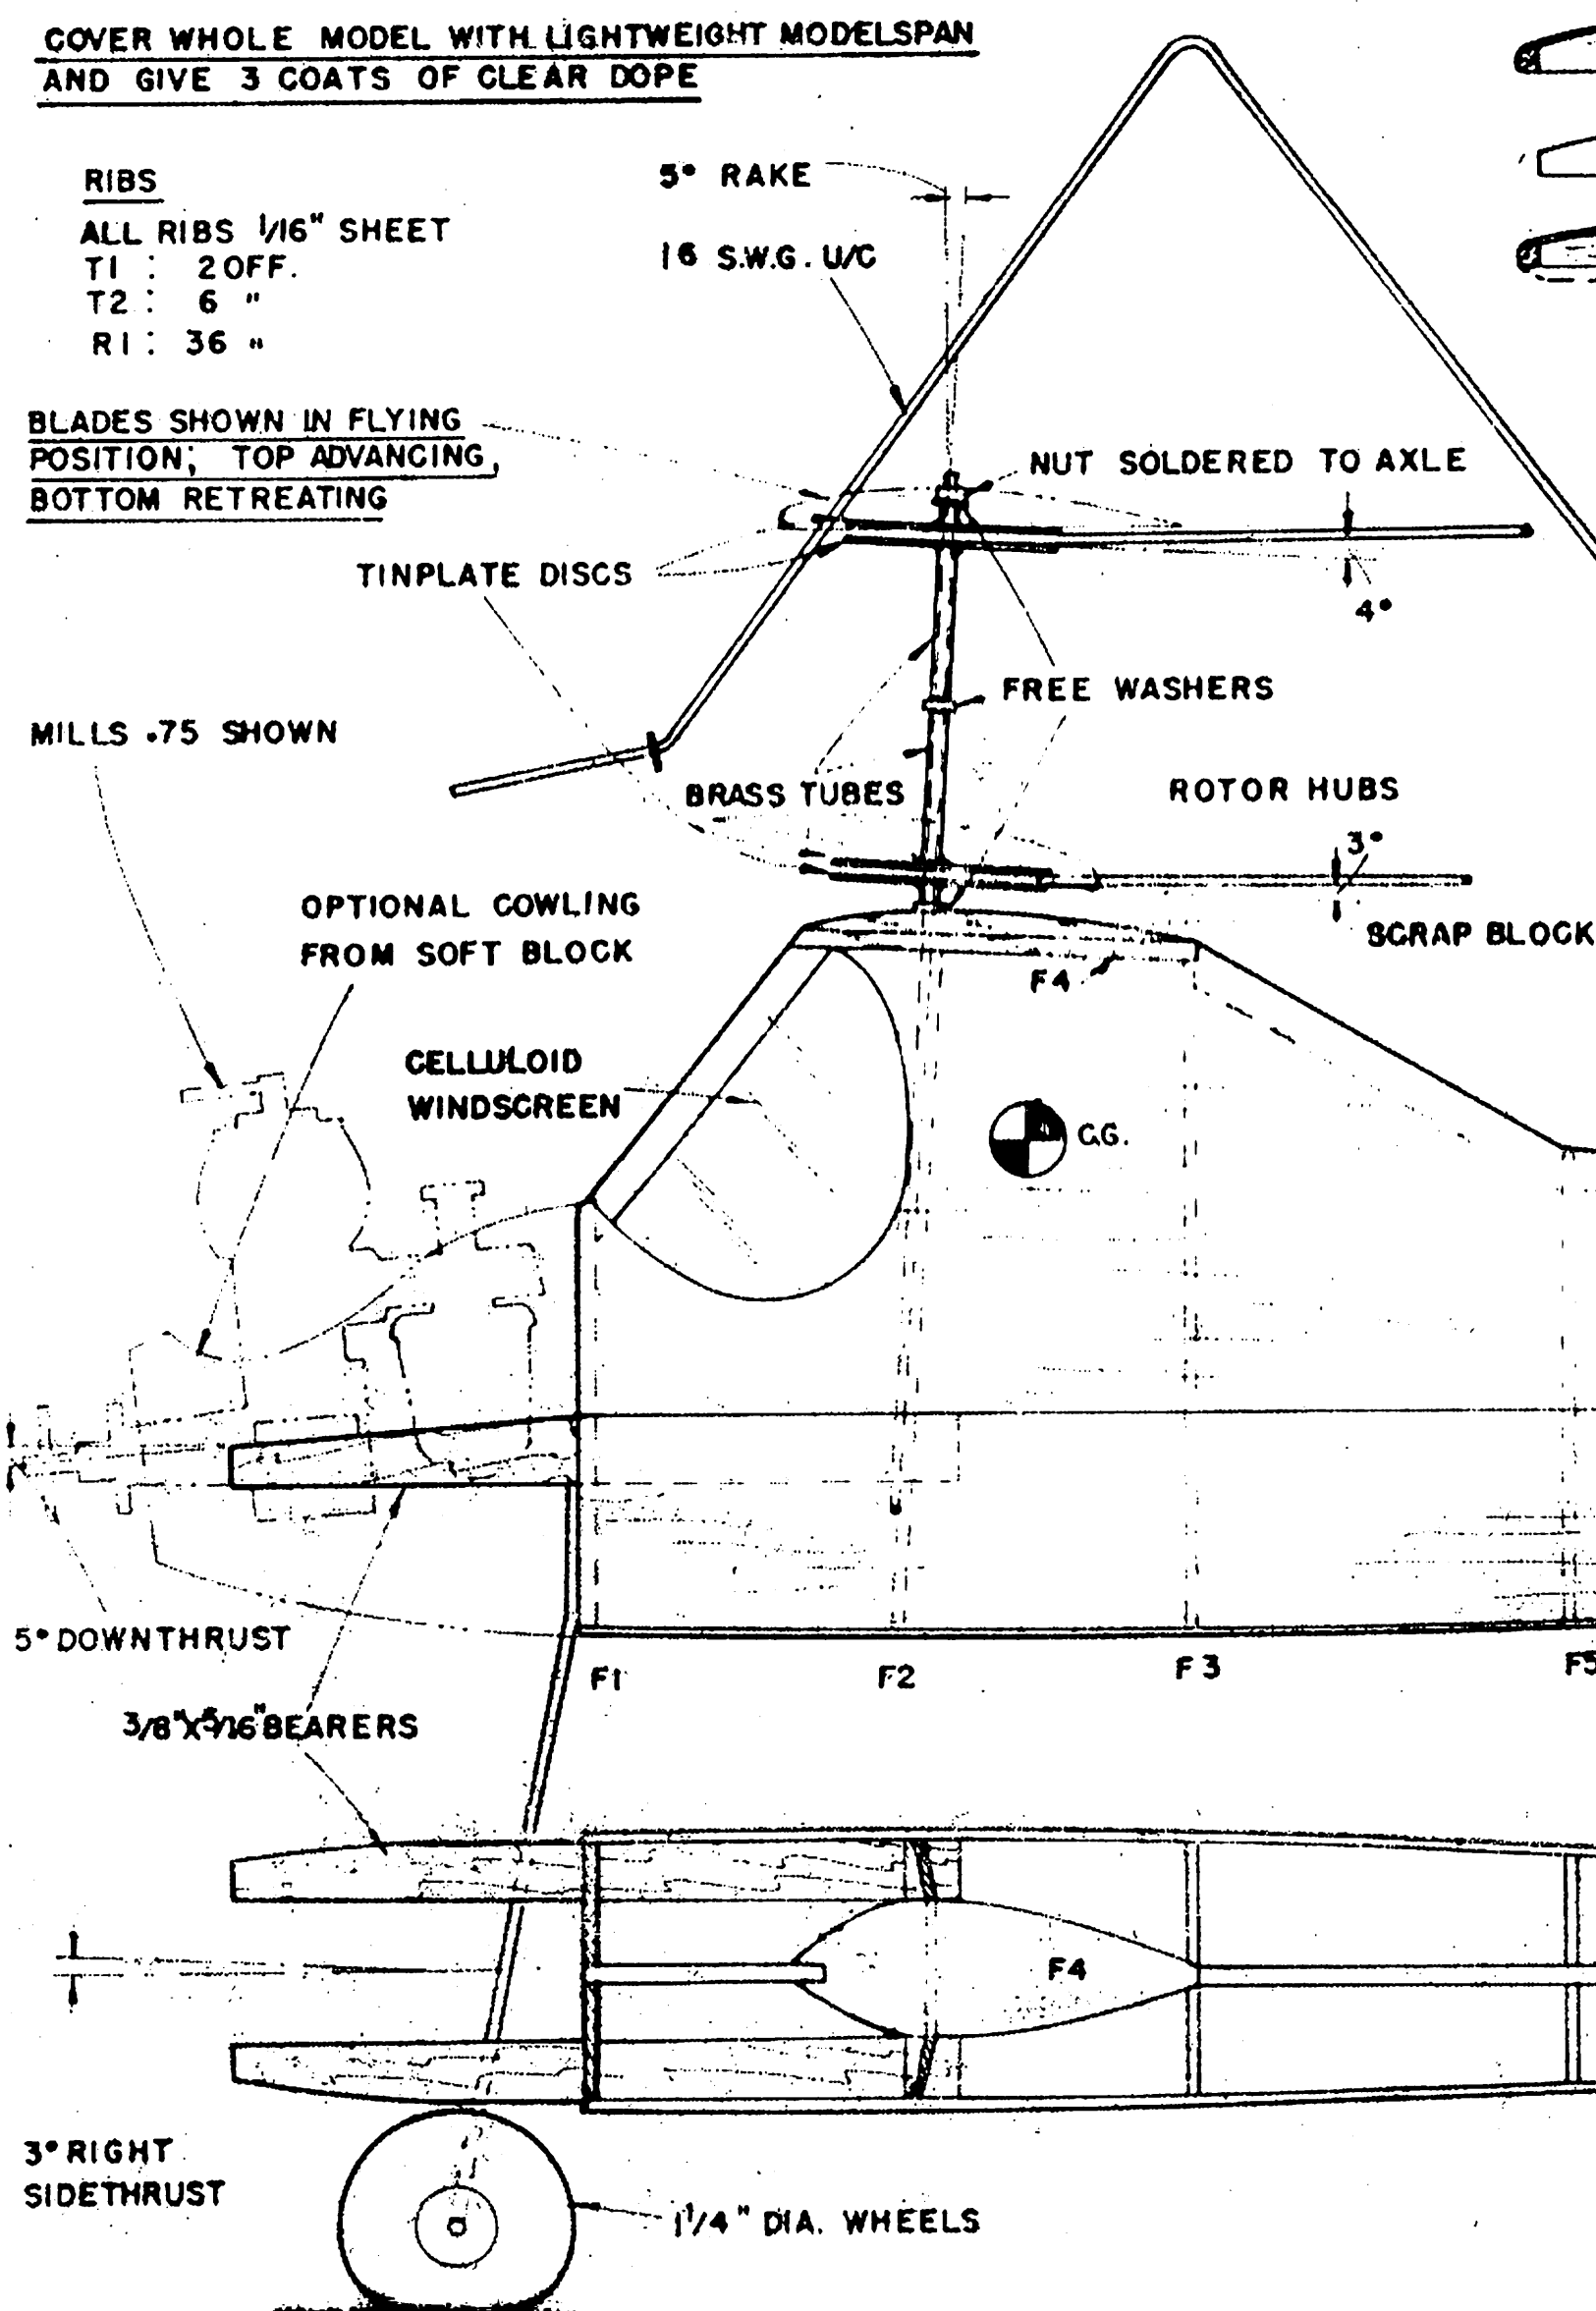 COVER WHOLE MODEL WITH LIGHTWEIGHT MODELSPAN
AND GIVE 3 COATS OF CLEAR DOPE
RIBS
ALL RIBS 1/16" SHEET
T1 : 2 OFF.
T2 : 6 "
R1 : 36 "
5° RAKE
16 S.W.G. U/C
BLADES SHOWN IN FLYING
POSITION; TOP ADVANCING,
BOTTOM RETREATING
NUT SOLDERED TO AXLE
TINPLATE DISCS
4°
FREE WASHERS
MILLS .75 SHOWN
BRASS TUBES
ROTOR HUBS
3°
OPTIONAL COWLING
FROM SOFT BLOCK
SCRAP BLOCK
F4
CELLULOID
WINDSCREEN
C.G.
5° DOWNTHRUST
F1
F2
F3
F5
3/8"X5/16"BEARERS
F4
3° RIGHT
SIDETHRUST
1 1/4" DIA. WHEELS